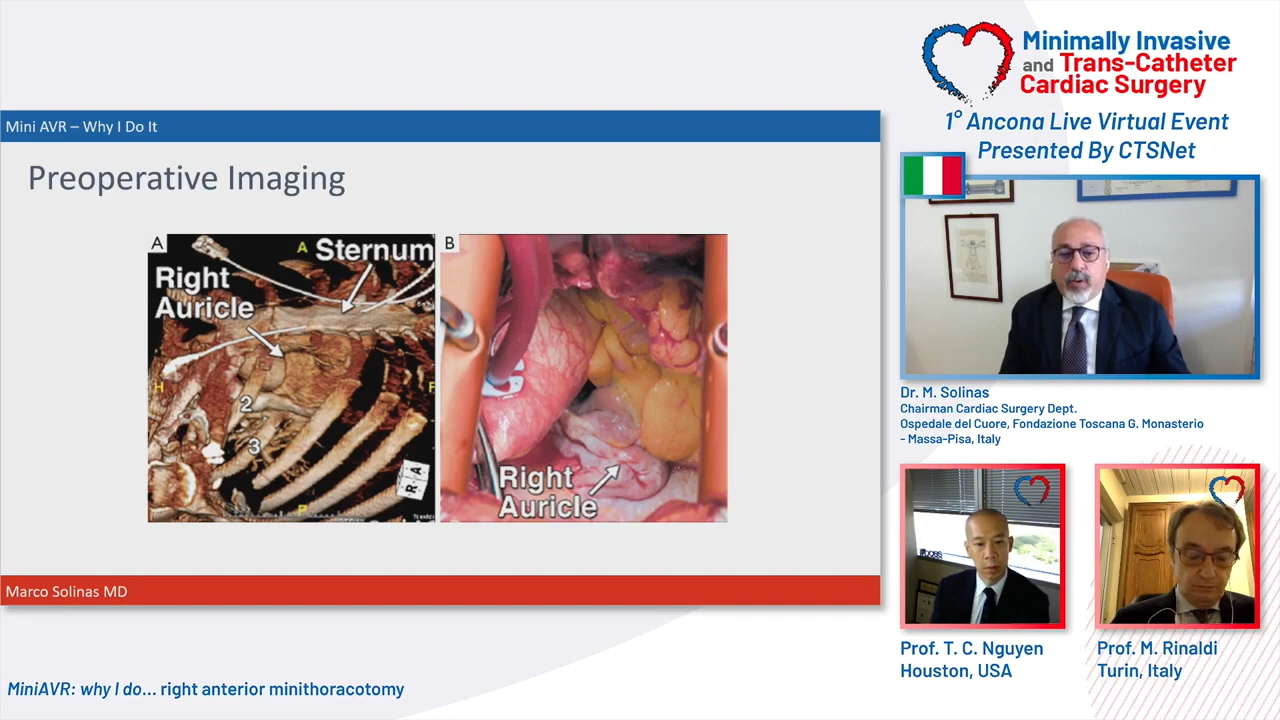 Minimally Invasive
and Trans-Catheter
Cardiac Surgery
1° Ancona Live Virtual Event
Presented By CTSNet
Mini AVR – Why I Do It
Preoperative Imaging
A
A
Sternum
Right
Auricle
H
F
2
3
R
A
P
B
Right
Auricle
Marco Solinas MD
MiniAVR: why I do... right anterior minithoracotomy
Dr. M. Solinas
Chairman Cardiac Surgery Dept.
Ospedale del Cuore, Fondazione Toscana G. Monasterio
- Massa-Pisa, Italy
Prof. T. C. Nguyen
Houston, USA
Prof. M. Rinaldi
Turin, Italy